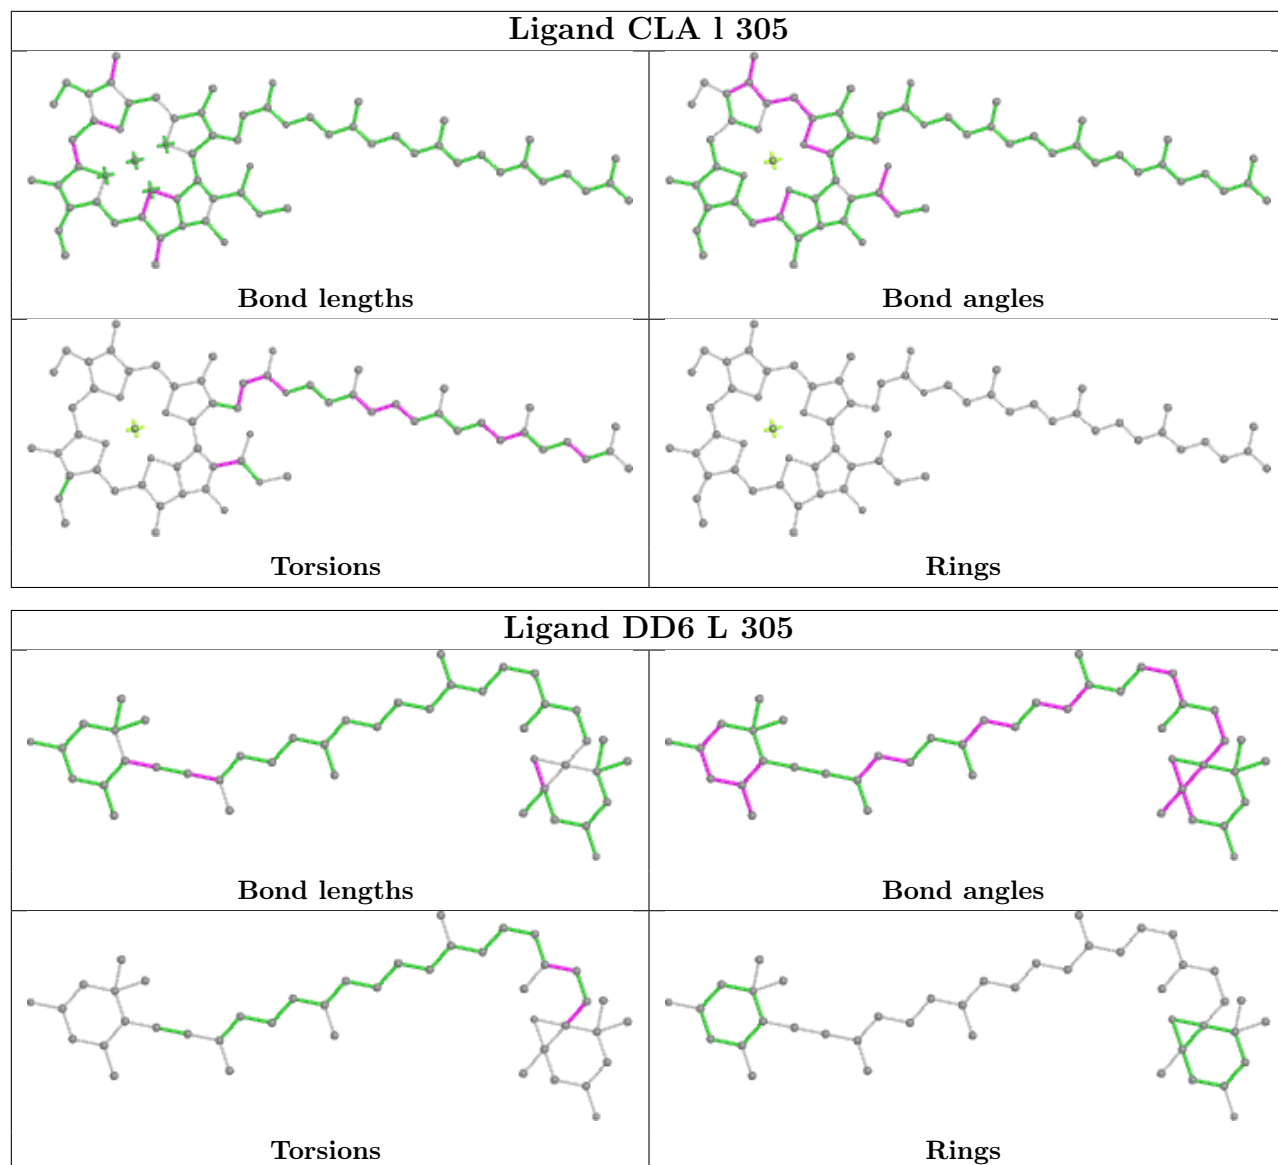 Ligand CLA l 305
Bond lengths
Bond angles
Torsions
Rings
Ligand DD6 L 305
Bond lengths
Bond angles
Torsions
Rings